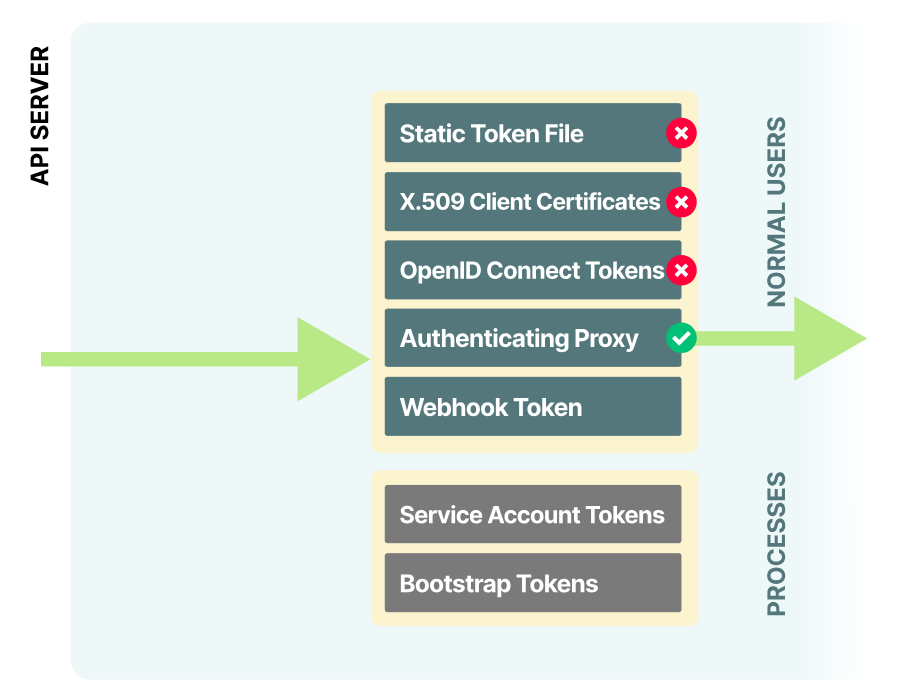 API SERVER
Static Token File
X.509 Client Certificates
OpenID Connect Tokens
Authenticating Proxy
Webhook Token
NORMAL USERS
Service Account Tokens
Bootstrap Tokens
PROCESSES